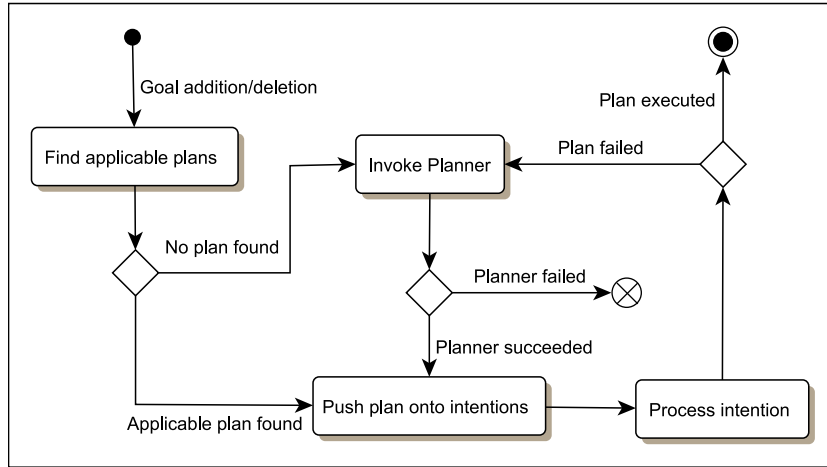 Goal addition/deletion
Plan executed
Find applicable plans
Invoke Planner
Plan failed
No plan found
Planner failed
Planner succeeded
Applicable plan found
Push plan onto intentions
Process intention